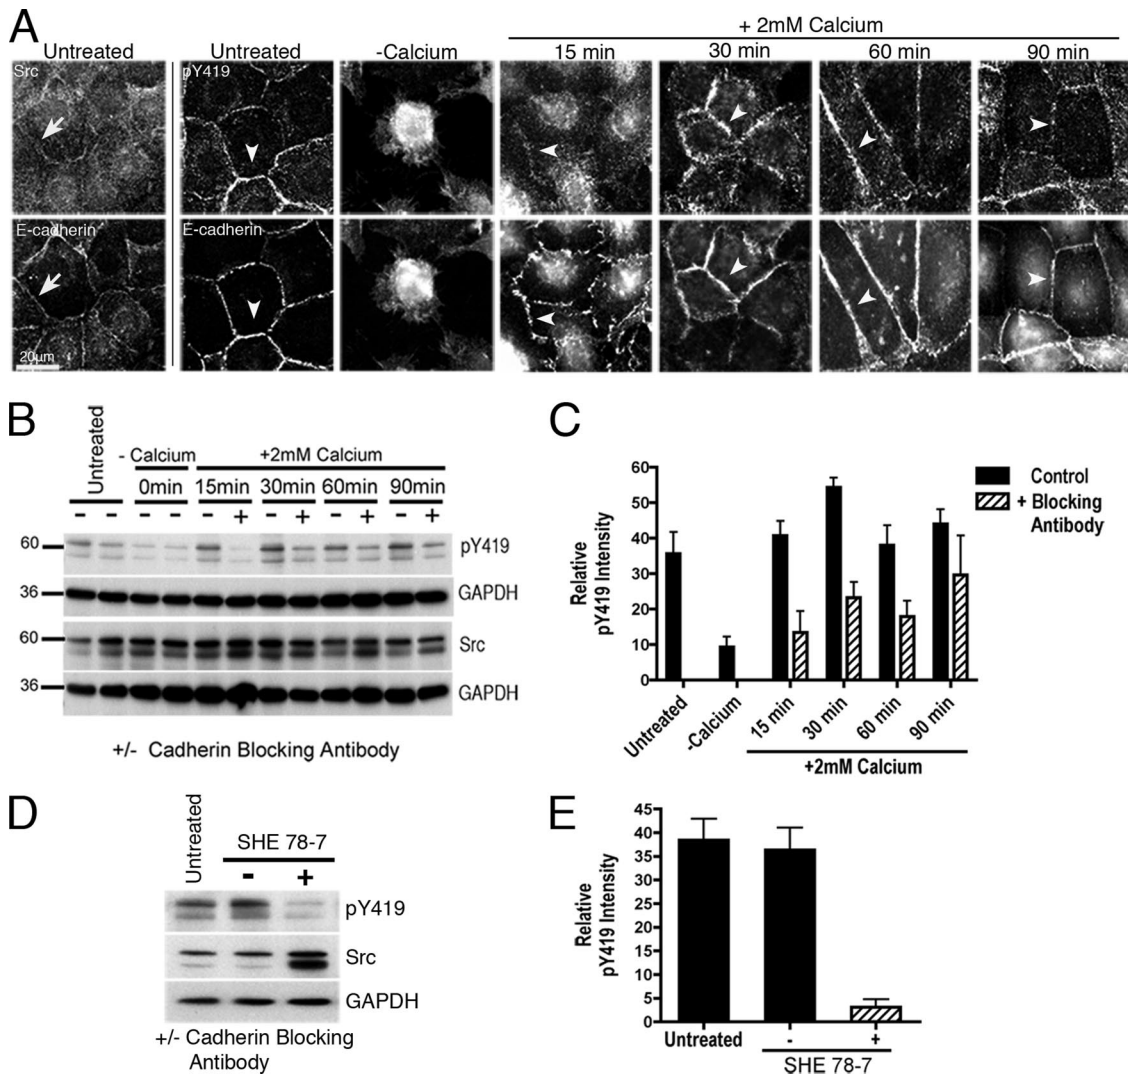 A
+ 2mM Calcium
Untreated Untreated -Calcium 15 min 30 min 60 min 90 min
Src pY419
E-cadherin E-cadherin
20µm
B
Untreated
- Calcium +2mM Calcium
0min 15min 30min 60min 90min
- - - - - + - + - + - +
60 pY419
36 GAPDH
60 Src
36 GAPDH
+/- Cadherin Blocking Antibody
C
Relative
pY419 Intensity
60
50
40
30
20
10
0
Control
+ Blocking
Antibody
Untreated
-Calcium
15 min
30 min
60 min
90 min
+2mM Calcium
D
Untreated
SHE 78-7
- +
pY419
Src
GAPDH
+/- Cadherin Blocking
Antibody
E
Relative
pY419 Intensity
45
40
35
30
25
20
15
10
5
0
Untreated - +
SHE 78-7